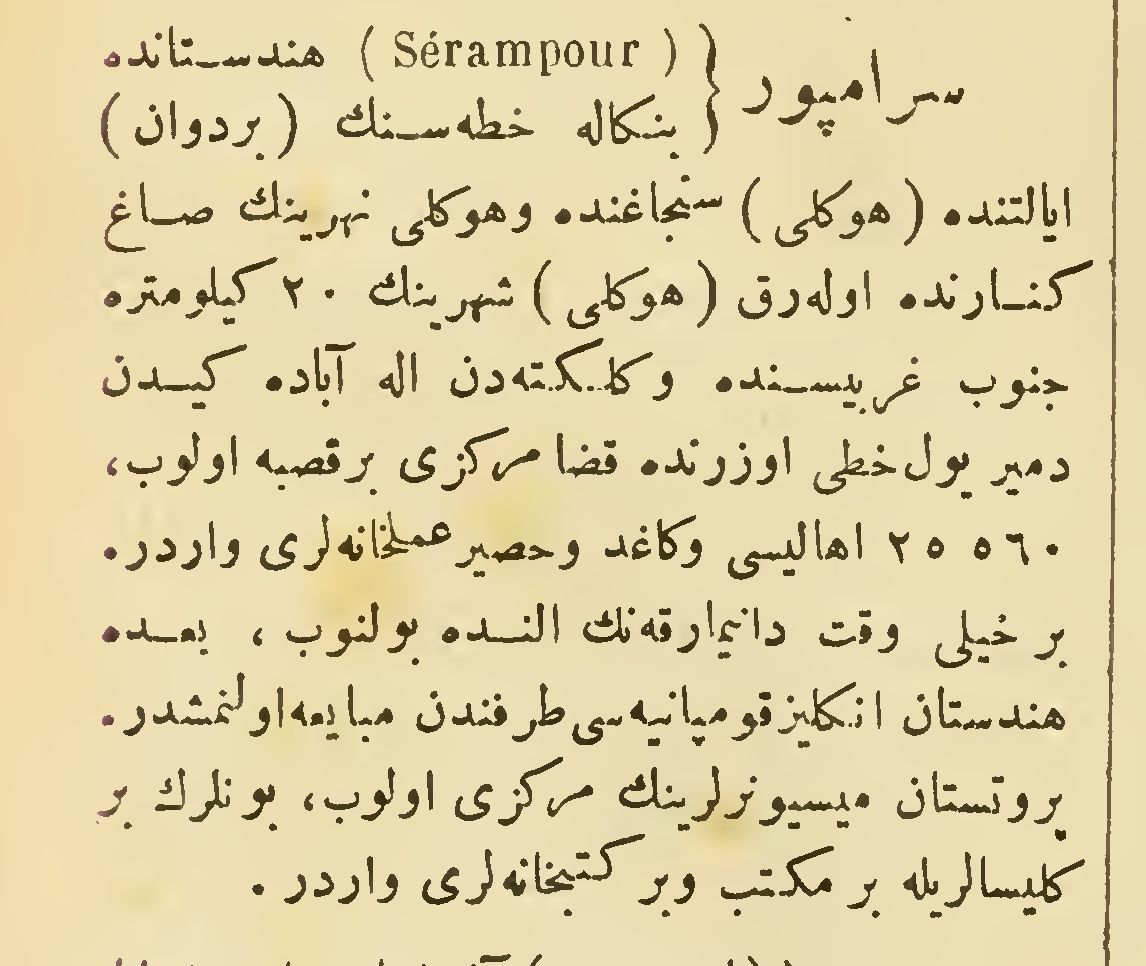 سرامپور { ( Sérampour ) هندستانده
بنكاله خطه‌سنك ( بردوان )
ايالتنده ( هوكلى ) سنجاغنده وهوكلى نهرينك صاغ
كنارنده اوله‌رق ( هوكلى ) شهرينك ٢٠ كيلومتره
جنوب غربيسنده وكلكته‌دن اله آباده كيدن
دمير يول خطى اوزرنده قضا مركزى برقصبه اولوب،
٢٥ ٥٦٠ اهاليسى وكاغد وحصير عملخانه‌لرى واردر.
بر خيلى وقت دانيمارقه‌نك النده بولنوب ، بعده
هندستان انكليز قومپانيه‌سى طرفندن مبايعه اولنمشدر.
پروتستان ميسيونرلرينك مركزى اولوب، بونلرك بر
كليسالريله بر مكتب وبر كتبخانه‌لرى واردر .